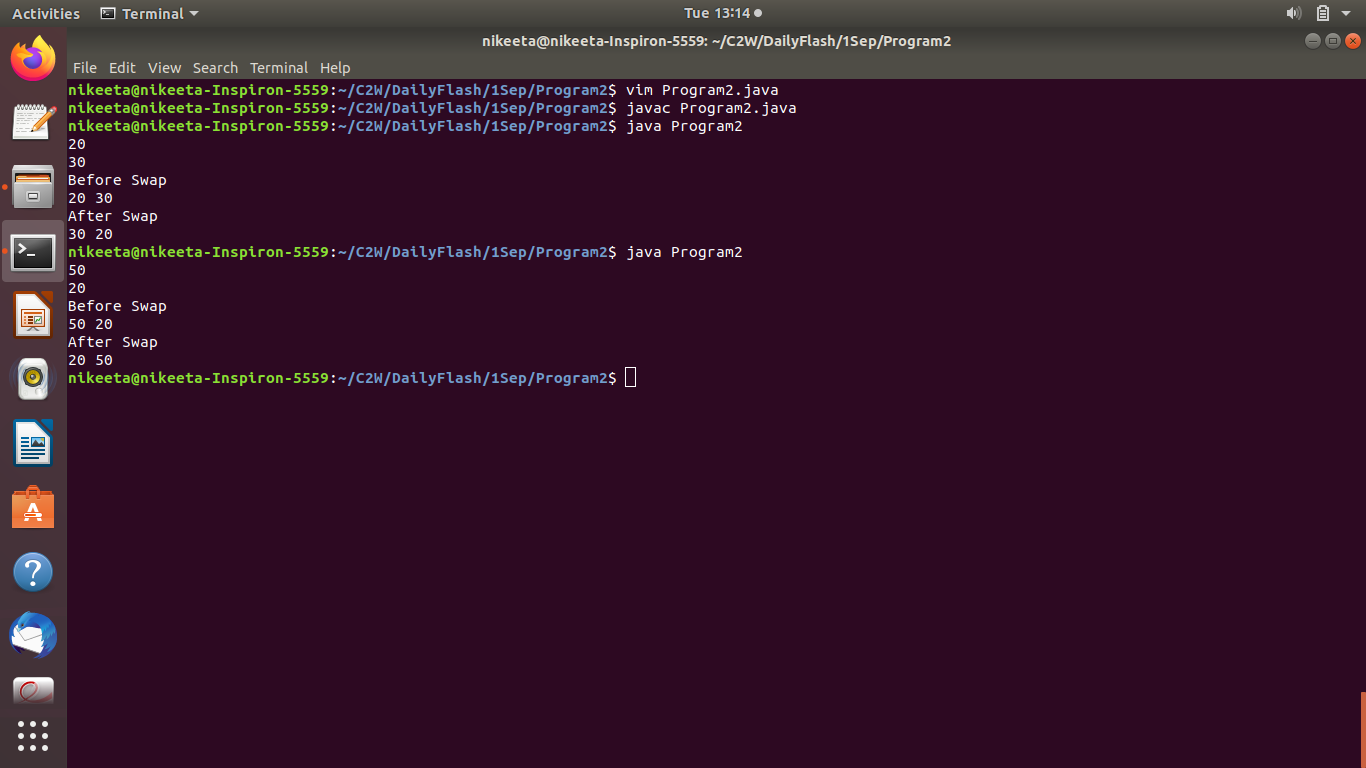 Activities Terminal Tue 13:14
nikeeta@nikeeta-Inspiron-5559: ~/C2W/DailyFlash/1Sep/Program2
File Edit View Search Terminal Help
nikeeta@nikeeta-Inspiron-5559:~/C2W/DailyFlash/1Sep/Program2$ vim Program2.java
nikeeta@nikeeta-Inspiron-5559:~/C2W/DailyFlash/1Sep/Program2$ javac Program2.java
nikeeta@nikeeta-Inspiron-5559:~/C2W/DailyFlash/1Sep/Program2$ java Program2
20
30
Before Swap
20 30
After Swap
30 20
nikeeta@nikeeta-Inspiron-5559:~/C2W/DailyFlash/1Sep/Program2$ java Program2
50
20
Before Swap
50 20
After Swap
20 50
nikeeta@nikeeta-Inspiron-5559:~/C2W/DailyFlash/1Sep/Program2$